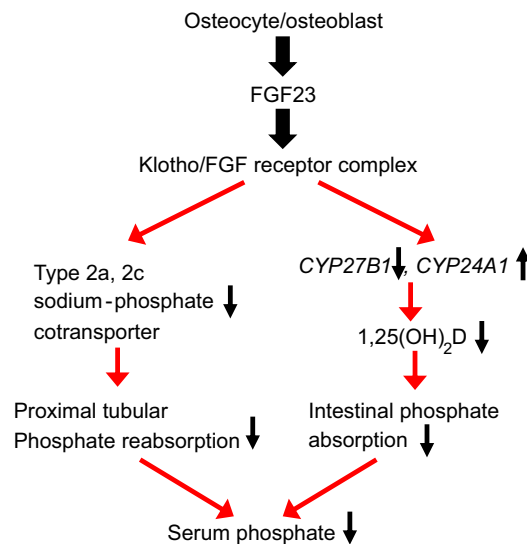 Osteocyte/osteoblast
FGF23
Klotho/FGF receptor complex
Type 2a, 2c
sodium-phosphate
cotransporter
CYP27B1, CYP24A1
1,25(OH)₂D
Proximal tubular
Phosphate reabsorption
Intestinal phosphate
absorption
Serum phosphate